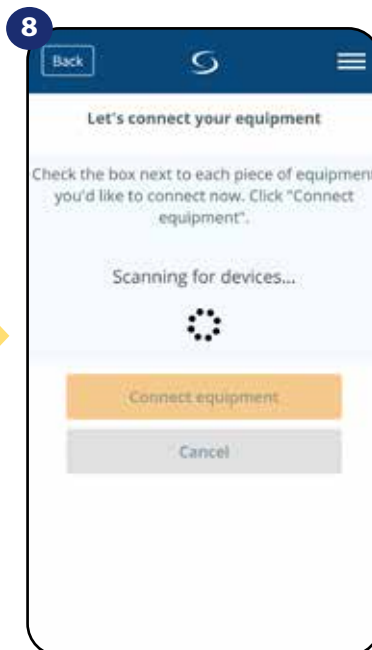 8
Back
Let's connect your equipment
Check the box next to each piece of equipment
you'd like to connect now. Click "Connect
equipment".
Scanning for devices...
Connect equipment
Cancel